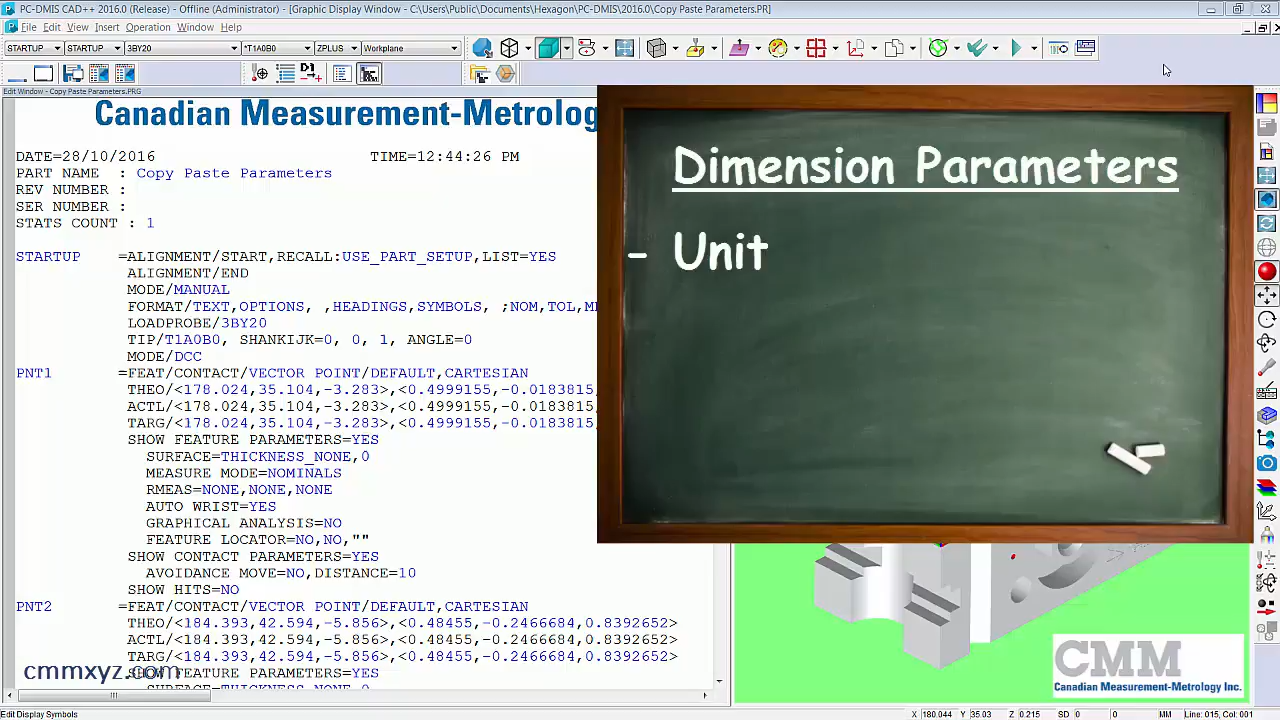 PC-DMIS CAD++ 2016.0 (Release) - Offline (Administrator) - [Graphic Display Window - C:\Users\Public\Documents\Hexagon\PC-DMIS\2016.0\Copy Paste Parameters.PRG]
File Edit View Insert Operation Window Help
STARTUP STARTUP 3BY20 *T1A0B0 ZPLUS Workplane
Edit Window - Copy Paste Parameters.PRG
Canadian Measurement-Metrolog
DATE=28/10/2016 TIME=12:44:26 PM
PART NAME : Copy Paste Parameters
REV NUMBER :
SER NUMBER :
STATS COUNT : 1
STARTUP =ALIGNMENT/START,RECALL:USE_PART_SETUP,LIST=YES
ALIGNMENT/END
MODE/MANUAL
FORMAT/TEXT,OPTIONS, ,HEADINGS,SYMBOLS, ;NOM,TOL,ME
LOADPROBE/3BY20
TIP/T1A0B0, SHANKIJK=0, 0, 1, ANGLE=0
MODE/DCC
PNT1 =FEAT/CONTACT/VECTOR POINT/DEFAULT,CARTESIAN
THEO/<178.024,35.104,-3.283>,<0.4999155,-0.0183815,
ACTL/<178.024,35.104,-3.283>,<0.4999155,-0.0183815,
TARG/<178.024,35.104,-3.283>,<0.4999155,-0.0183815,
SHOW FEATURE PARAMETERS=YES
SURFACE=THICKNESS_NONE,0
MEASURE MODE=NOMINALS
RMEAS=NONE,NONE,NONE
AUTO WRIST=YES
GRAPHICAL ANALYSIS=NO
FEATURE LOCATOR=NO,NO,""
SHOW CONTACT PARAMETERS=YES
AVOIDANCE MOVE=NO,DISTANCE=10
SHOW HITS=NO
PNT2 =FEAT/CONTACT/VECTOR POINT/DEFAULT,CARTESIAN
THEO/<184.393,42.594,-5.856>,<0.48455,-0.2466684,0.8392652>
ACTL/<184.393,42.594,-5.856>,<0.48455,-0.2466684,0.8392652>
TARG/<184.393,42.594,-5.856>,<0.48455,-0.2466684,0.8392652>
SHOW FEATURE PARAMETERS=YES
SURFACE=THICKNESS_NONE,0
cmmxyz.com
Dimension Parameters
- Unit
CMM
Canadian Measurement-Metrology Inc.
Edit Display Symbols X 180.044 Y 35.03 Z 0.215 SD 0 0 MM Line: 015, Col: 001